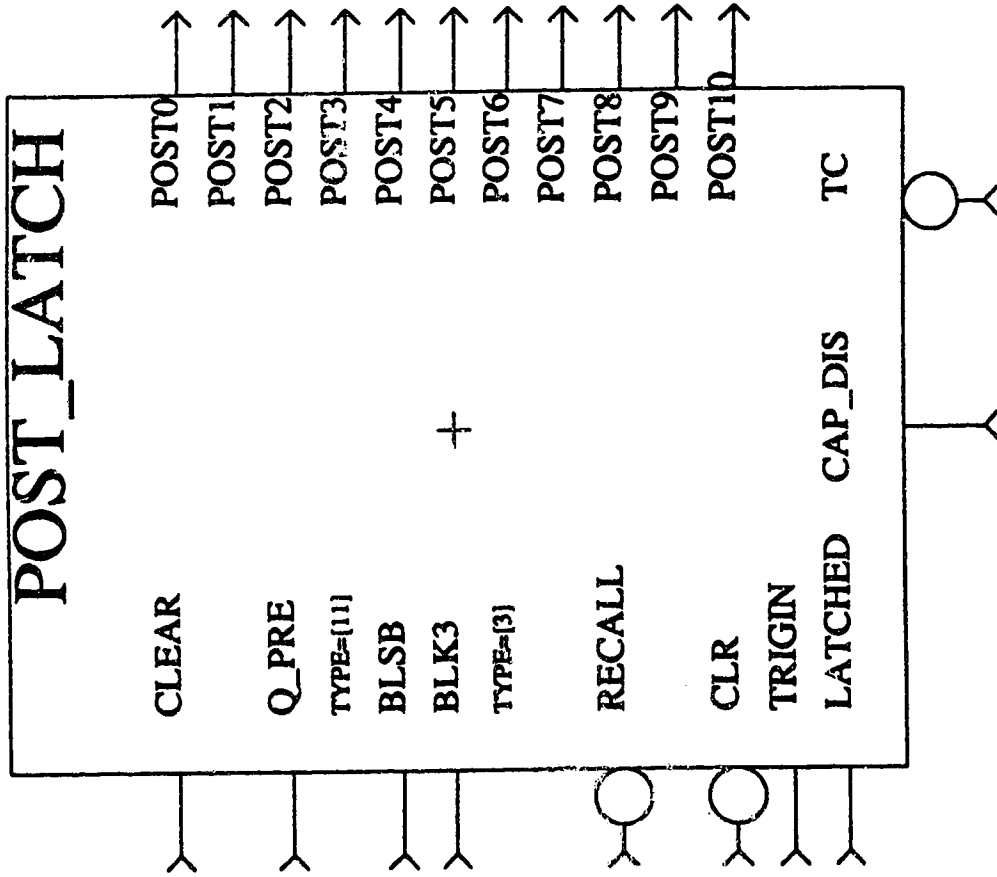 POST_LATCH
CLEAR
POST0
POST1
Q_PRE
POST2
TYPE=[11]
POST3
BLSB
POST4
BLK3
POST5
TYPE=[3]
POST6
POST7
RECALL
POST8
POST9
CLR
POST10
TRIGIN
LATCHED
CAP_DIS
TC